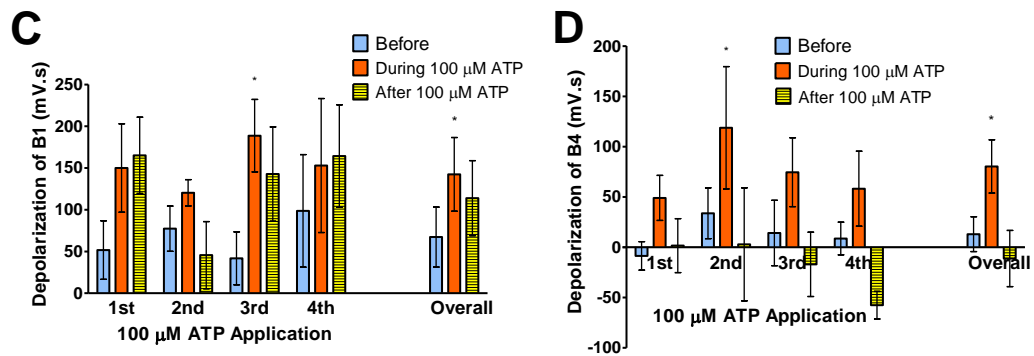 C
Depolarization of B1 (mV.s)
250
200
150
100
50
0
Before
During 100 μM ATP
After 100 μM ATP
*
*
1st 2nd 3rd 4th Overall
100 μM ATP Application
D
Depolarization of B4 (mV.s)
200
150
100
50
0
-50
-100
Before
During 100 μM ATP
After 100 μM ATP
*
*
1st 2nd 3rd 4th Overall
100 μM ATP Application